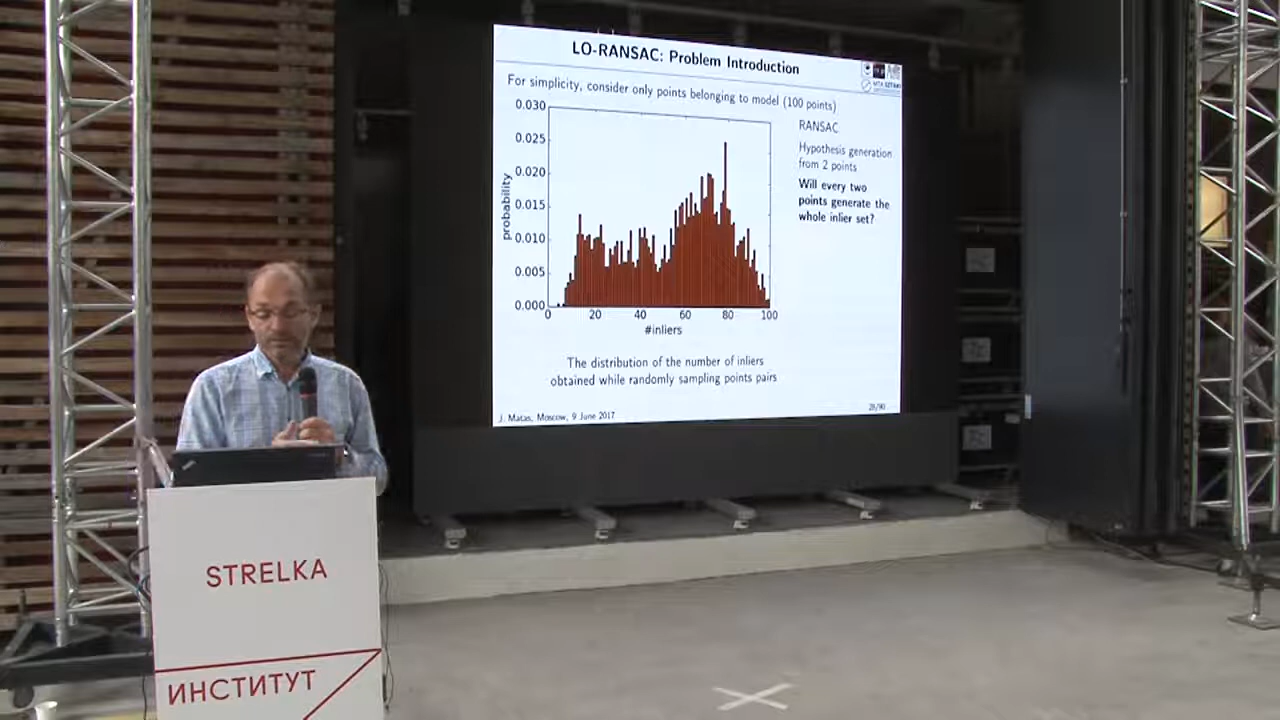 LO-RANSAC: Problem Introduction
For simplicity, consider only points belonging to model (100 points)
0.030
0.025
0.020
0.015
0.010
0.005
0.000
probability
0 20 40 60 80 100
#inliers
RANSAC
Hypothesis generation
from 2 points
Will every two
points generate the
whole inlier set?
The distribution of the number of inliers
obtained while randomly sampling points pairs
J. Matas, Moscow, 9 June 2017
STRELKA
ИНСТИТУТ